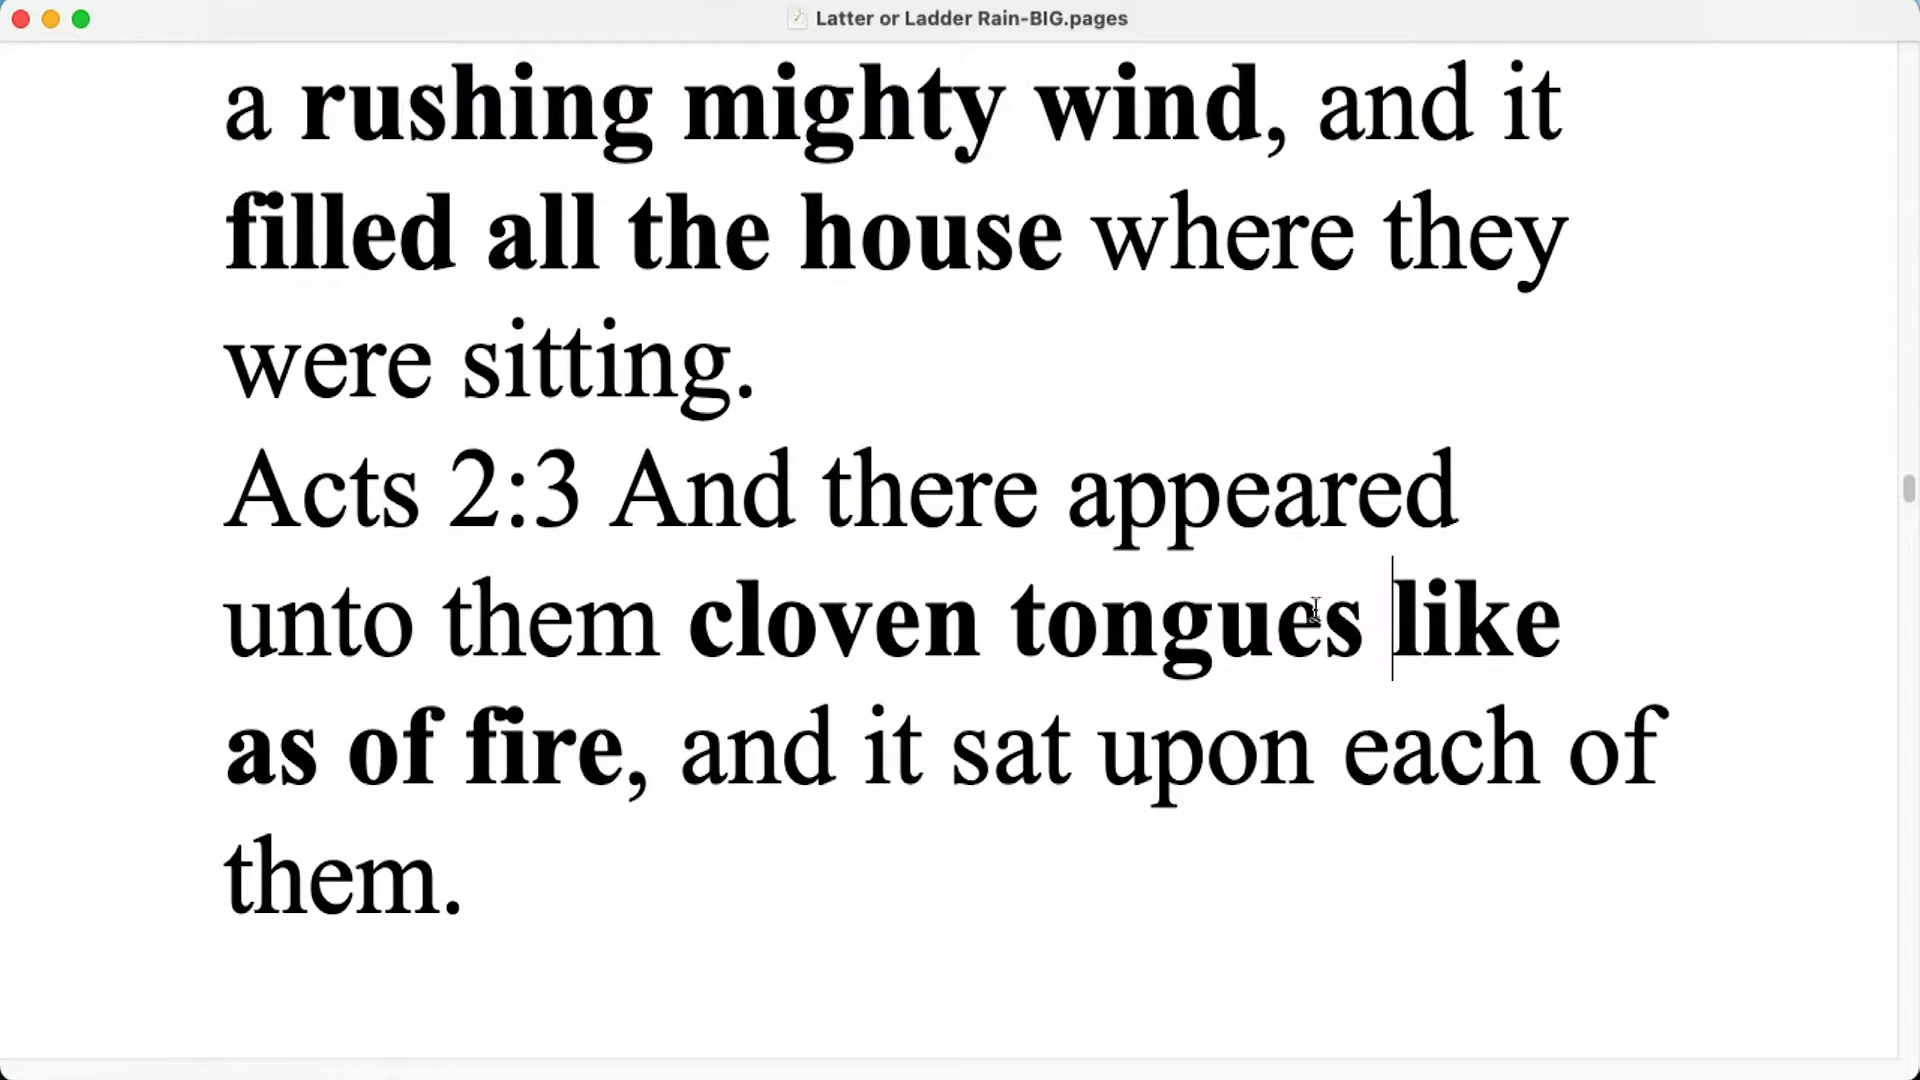 Latter or Ladder Rain-BIG.pages
a rushing mighty wind, and it
filled all the house where they
were sitting.
Acts 2:3 And there appeared
unto them cloven tongues like
as of fire, and it sat upon each of
them.